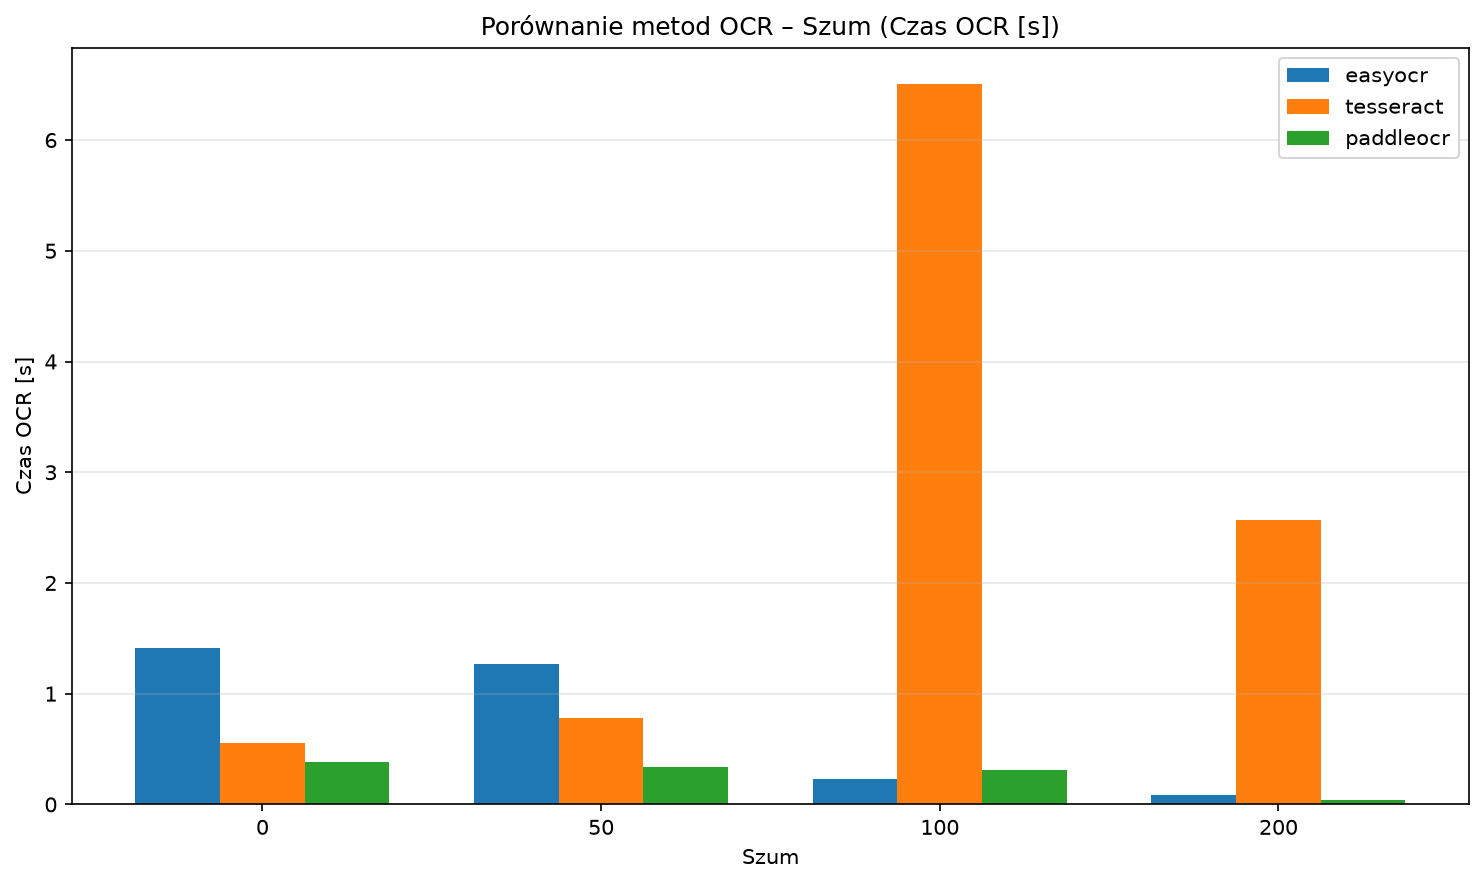 Porównanie metod OCR – Szum (Czas OCR [s])
easyocr
tesseract
paddleocr
Czas OCR [s]
6
5
4
3
2
1
0
0 50 100 200
Szum